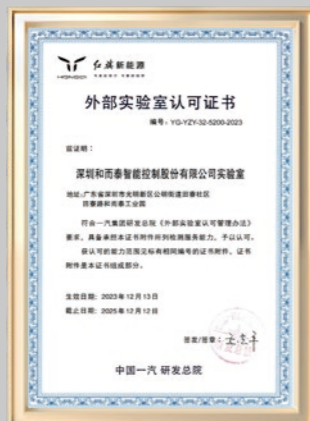 HONGQI
红旗新能源
外部实验室认可证书
编号：YG-YZY-32-5200-2023
兹证明：
深圳和而泰智能控制股份有限公司实验室
地址：广东省深圳市光明新区公明街道田寮社区
田寮路和而泰工业园
符合一汽集团研发总院《外部实验室认可管理办法》
要求，具备承担本证书附件所列检测服务能力，予以认可。
获认可的能力范围见标有相同编号的证书附件，证书
附件是本证书组成部分。
生效日期：2023年12月13日
截止日期：2025年12月12日
签发/签章：
中国一汽 研发总院